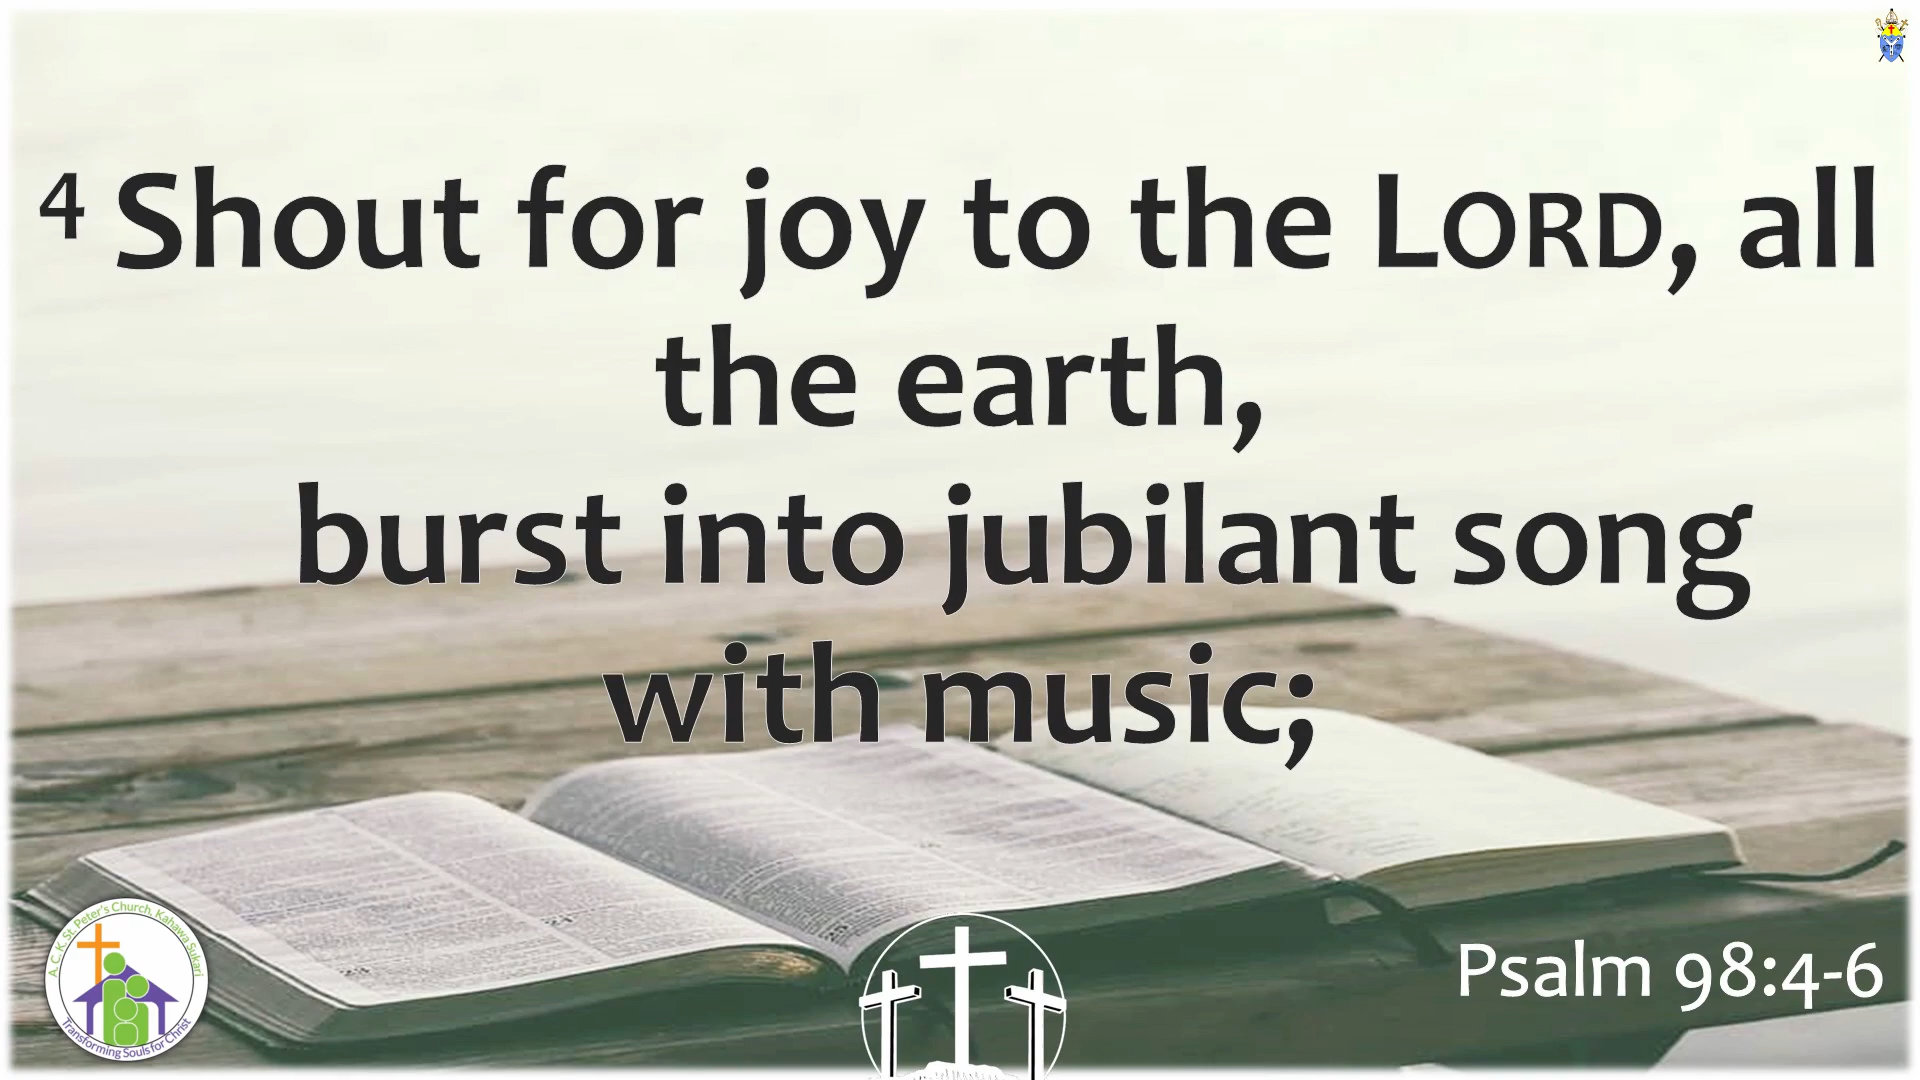 4 Shout for joy to the LORD, all
the earth,
burst into jubilant song
with music;
Psalm 98:4-6
A. C. K. St. Peter's Church, Kahawa Sukari
Transforming Souls for Christ